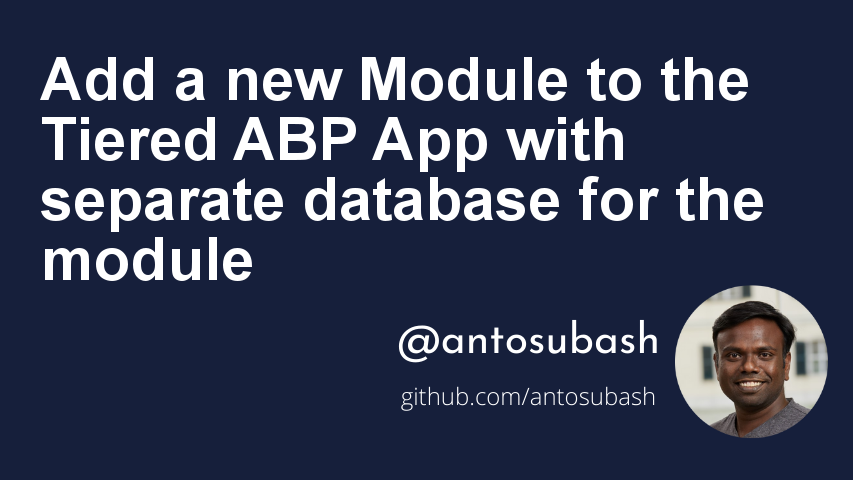 Add a new Module to the
Tiered ABP App with
separate database for the
module
@antosubash
github.com/antosubash